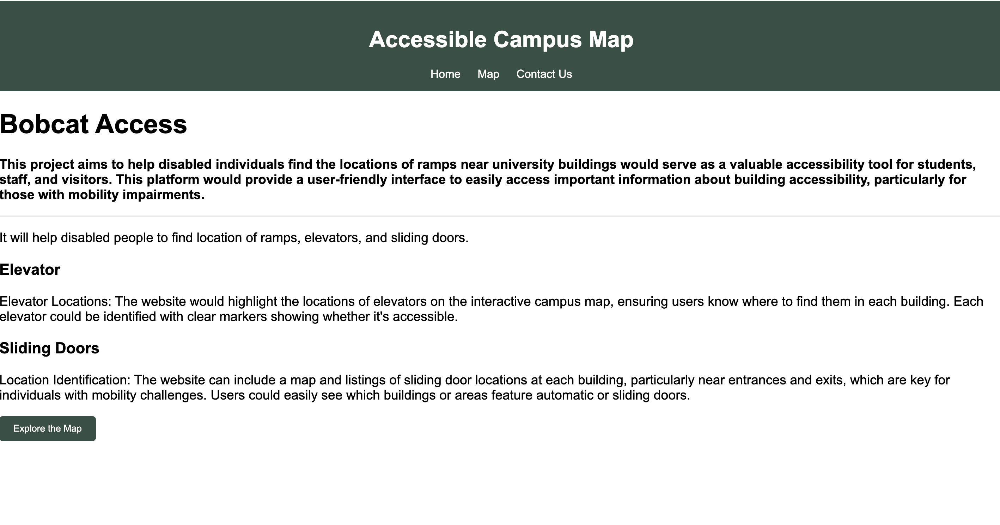 Accessible Campus Map
Home Map Contact Us
Bobcat Access
This project aims to help disabled individuals find the locations of ramps near university buildings would serve as a valuable accessibility tool for students,
staff, and visitors. This platform would provide a user-friendly interface to easily access important information about building accessibility, particularly for
those with mobility impairments.
It will help disabled people to find location of ramps, elevators, and sliding doors.
Elevator
Elevator Locations: The website would highlight the locations of elevators on the interactive campus map, ensuring users know where to find them in each building. Each
elevator could be identified with clear markers showing whether it's accessible.
Sliding Doors
Location Identification: The website can include a map and listings of sliding door locations at each building, particularly near entrances and exits, which are key for
individuals with mobility challenges. Users could easily see which buildings or areas feature automatic or sliding doors.
Explore the Map